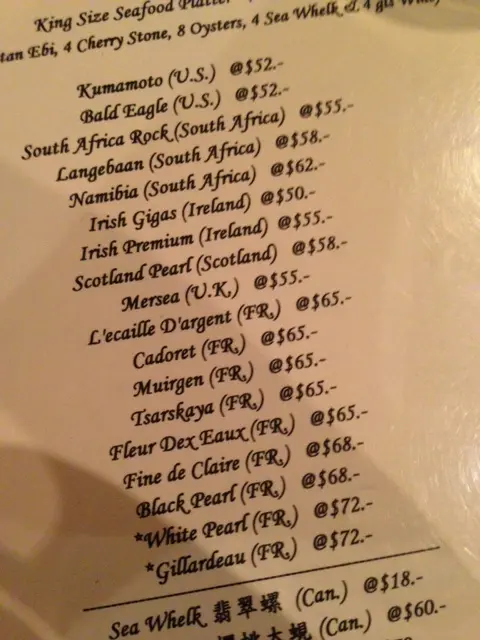 King Size Seafood Platter
Ebi, 4 Cherry Stone, 8 Oysters, 4 Sea Whelk & 4 gls
Kumamoto (U.S.) @$52.-
Bald Eagle (U.S.) @$52.-
South Africa Rock (South Africa) @$55.-
Langebaan (South Africa) @$58.-
Namibia (South Africa) @$62.-
Irish Gigas (Ireland) @$50.-
Irish Premium (Ireland) @$55.-
Scotland Pearl (Scotland) @$58.-
Mersea (U.K.) @$55.-
L'ecaille D'argent (FR.) @$65.-
Cadoret (FR.) @$65.-
Muirgen (FR.) @$65.-
Tsarskaya (FR.) @$65.-
Fleur Dex Eaux (FR.) @$65.-
Fine de Claire (FR.) @$68.-
Black Pearl (FR.) @$68.-
*White Pearl (FR.) @$72.-
*Gillardeau (FR.) @$72.-
Sea Whelk 翡翠螺 (Can.) @$18.-
大蜆 (Can.) @$60.-